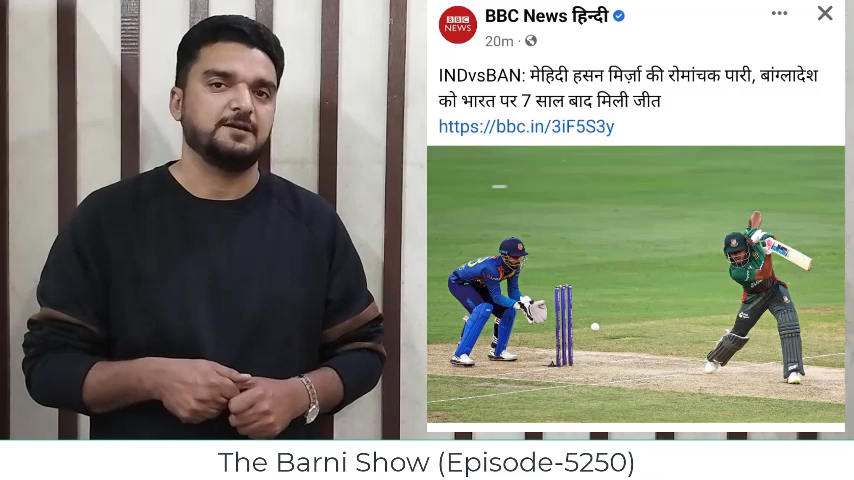 BBC
NEWS
BBC News हिन्दी
20m ·
INDvsBAN: मेहिदी हसन मिर्ज़ा की रोमांचक पारी, बांग्लादेश
को भारत पर 7 साल बाद मिली जीत
https://bbc.in/3iF5S3y
The Barni Show (Episode-5250)